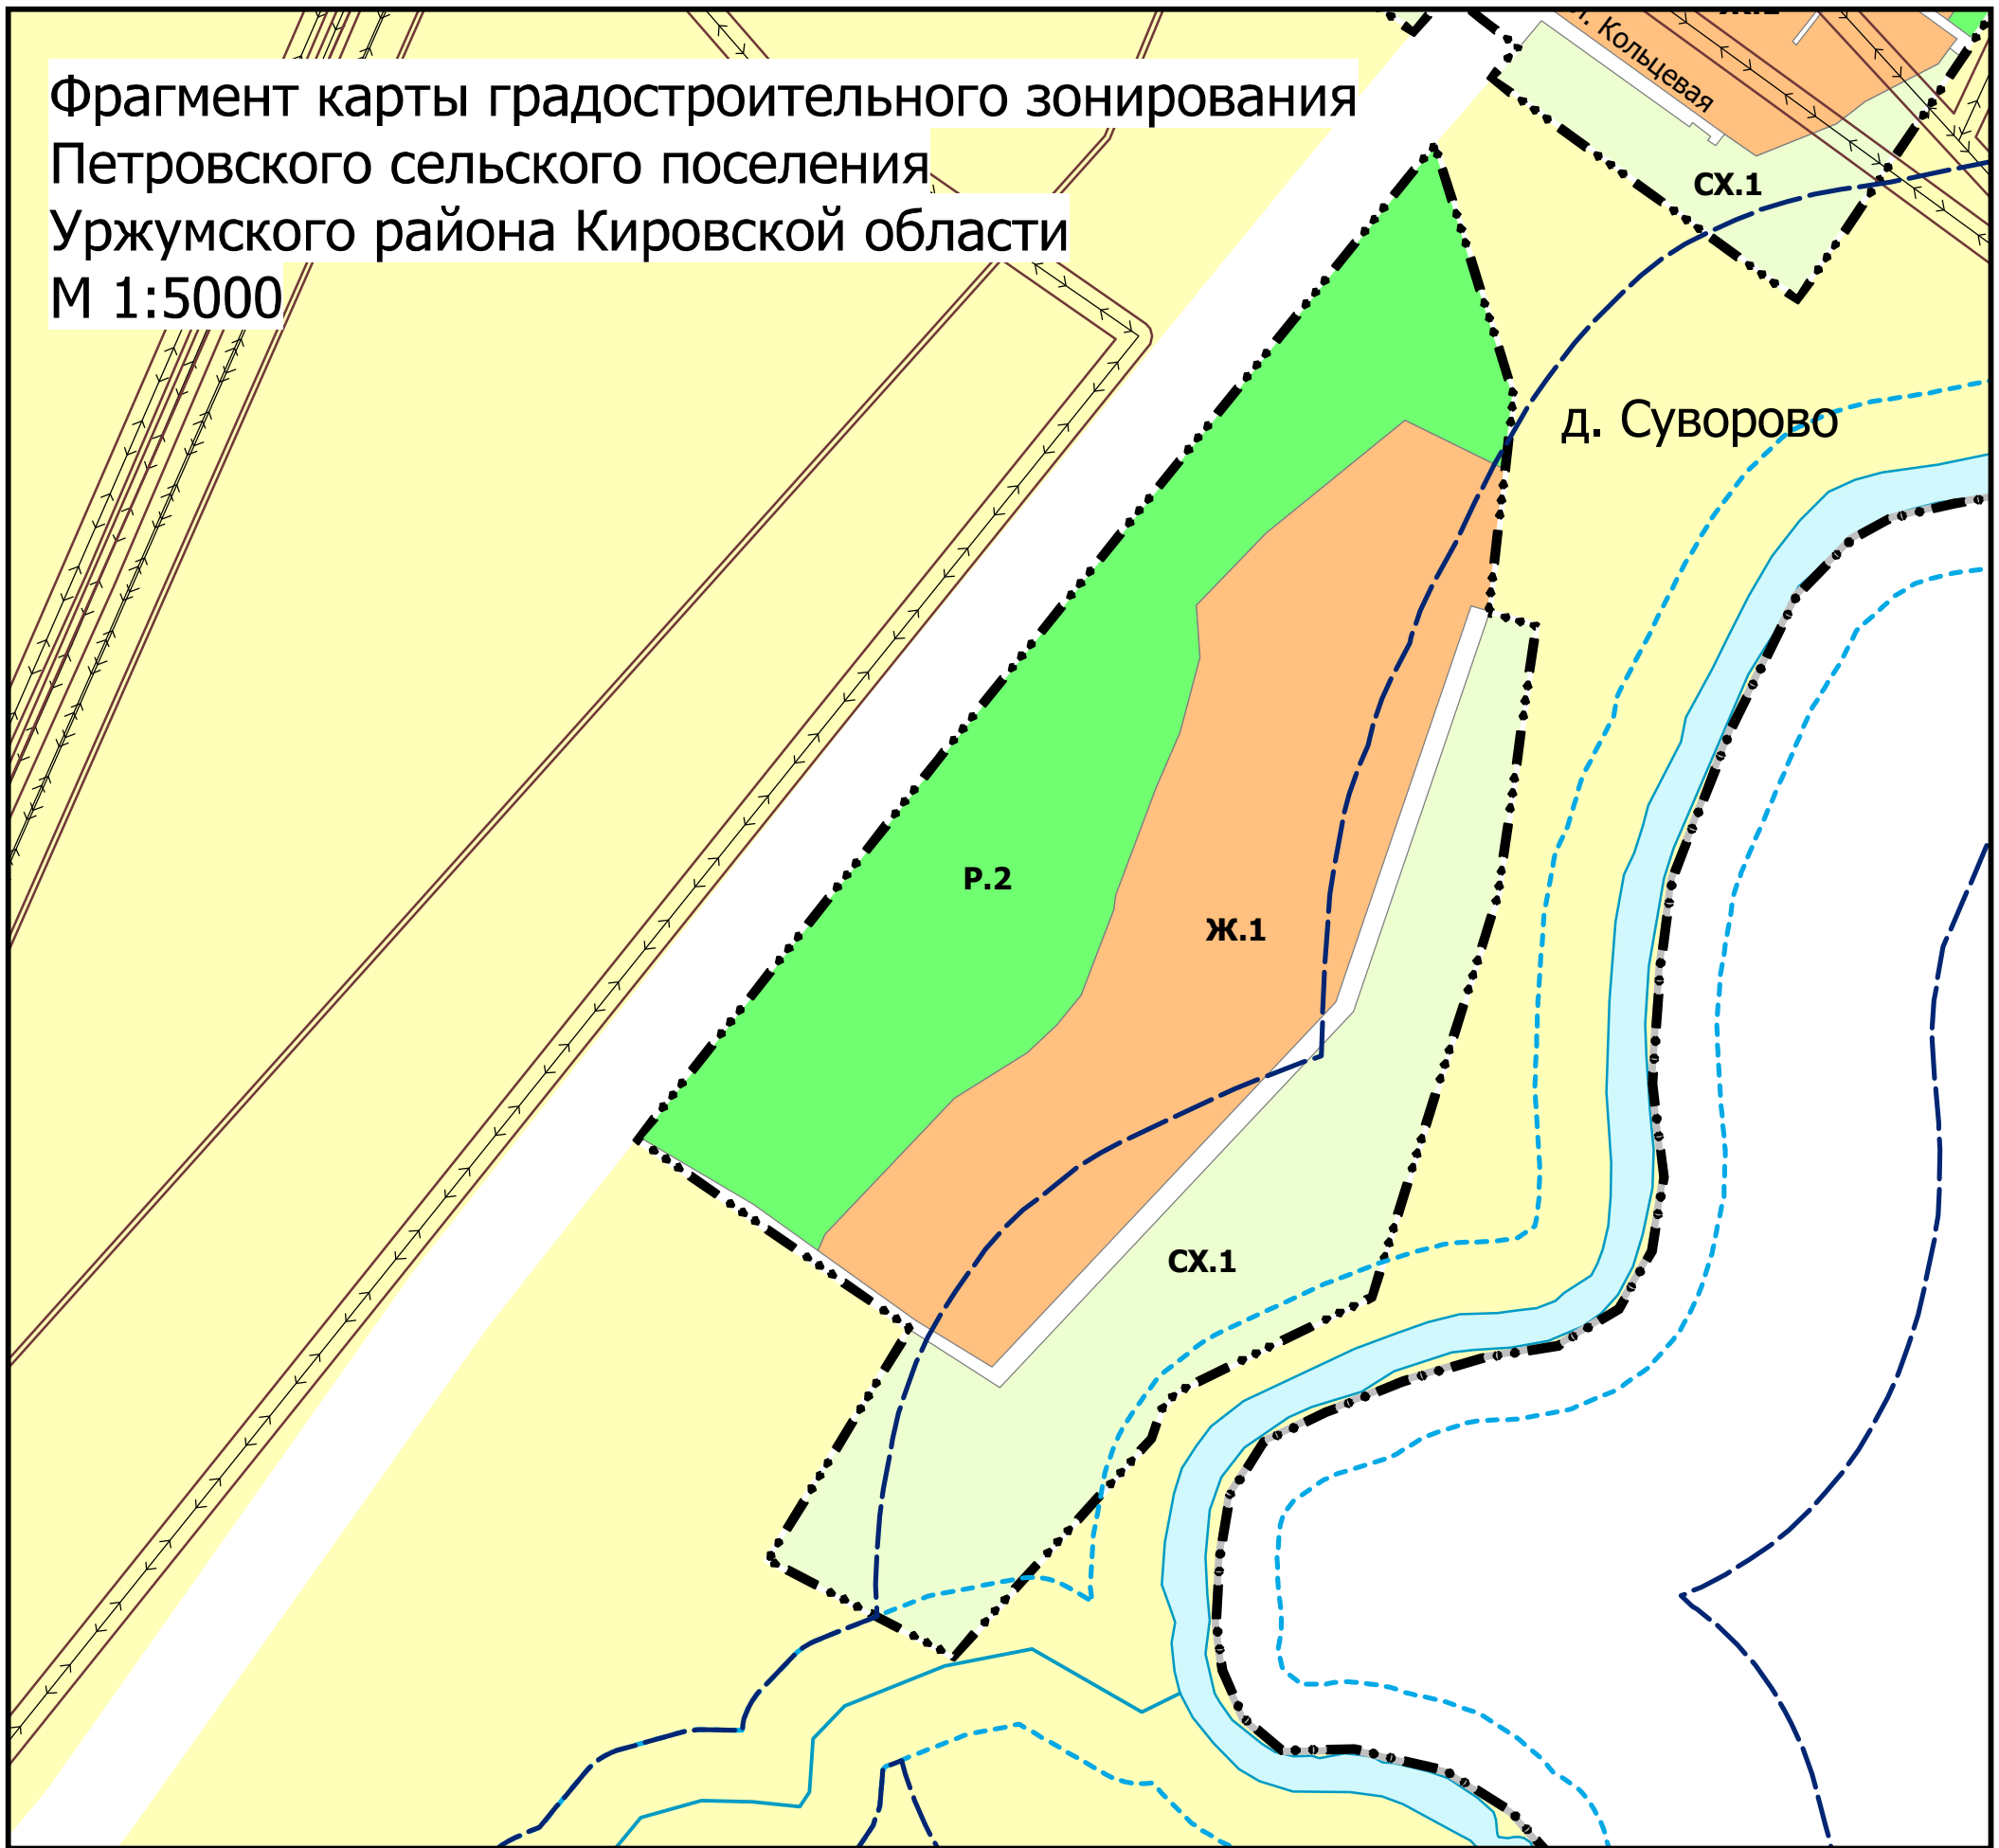 Фрагмент карты градостроительного зонирования
Петровского сельского поселения
Уржумского района Кировской области
М 1:5000
Кольцевая
СХ.1
д. Суворово
Р.2
Ж.1
СХ.1